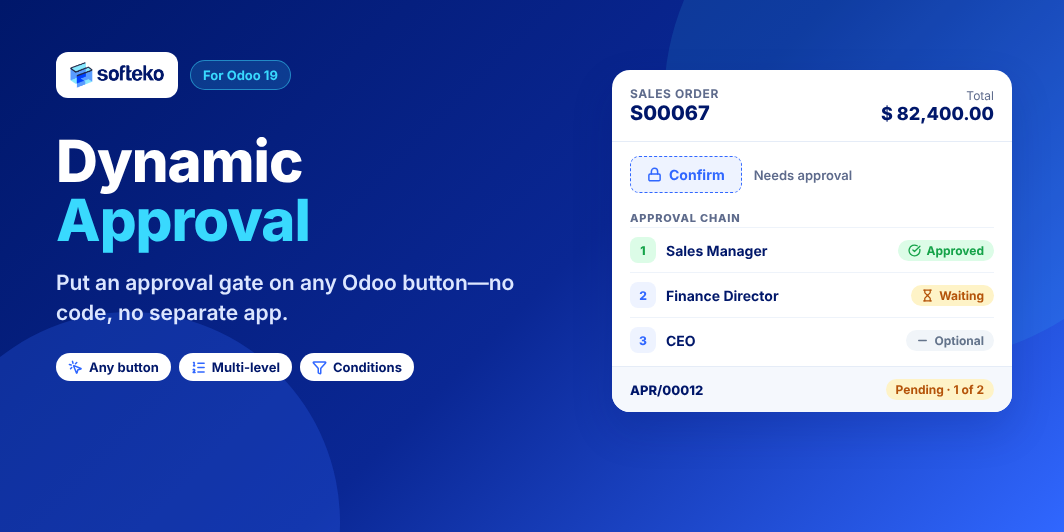 softeko
For Odoo 19
Dynamic
Approval
Put an approval gate on any Odoo button—no
code, no separate app.
Any button
Multi-level
Conditions
SALES ORDER
S00067
Total
$ 82,400.00
Confirm
Needs approval
APPROVAL CHAIN
1 Sales Manager Approved
2 Finance Director Waiting
3 CEO Optional
APR/00012
Pending · 1 of 2